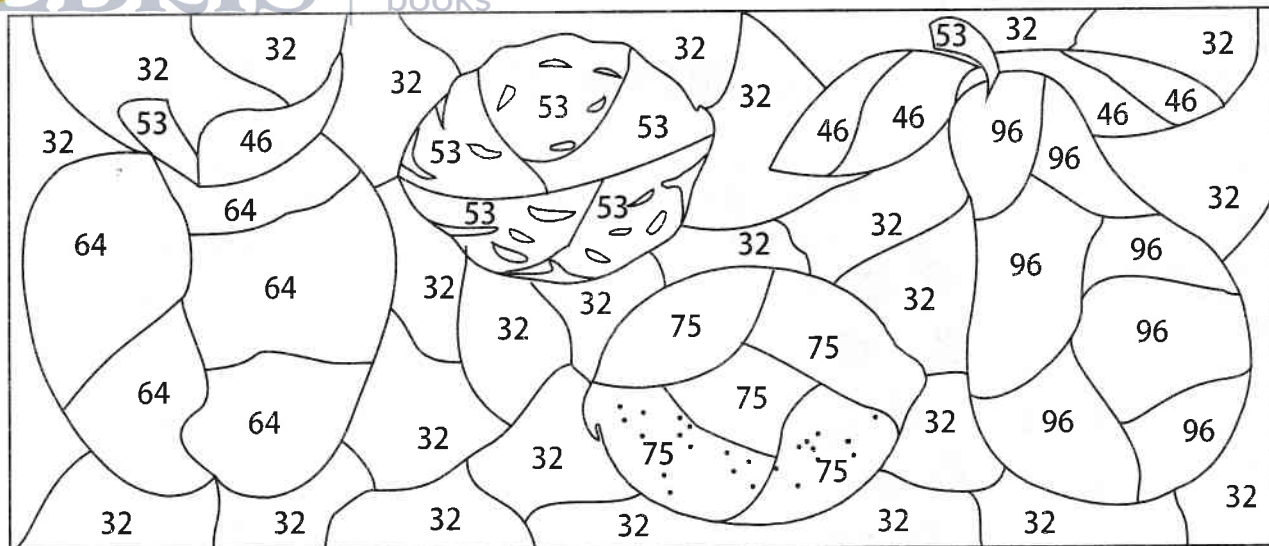 books
53 32
32 32 32
32 32
32 46
53 46 46
53 53 46 96
32 46 53 96
64 53 53 32 32
64 32 96 96
64 32 32 32
32 75 75 96
64 75
64 32 32 96 96
32 75 75
32
32 32 32 32 32 32